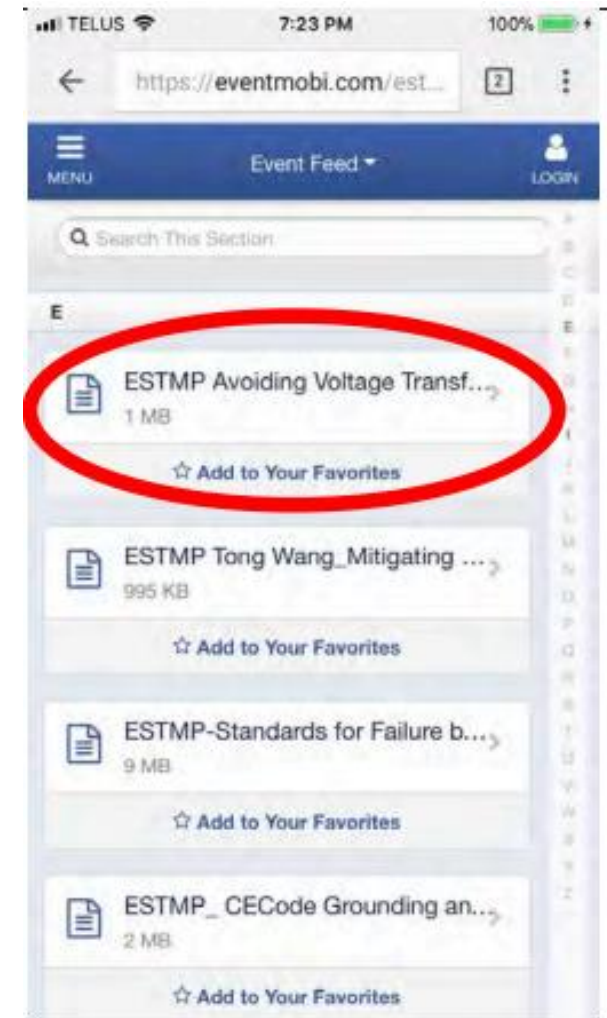 TELUS 7:23 PM 100%
https://eventmobi.com/est... 2
MENU Event Feed LOGIN
Search This Section
E
ESTMP Avoiding Voltage Transf...
1 MB
Add to Your Favorites
ESTMP Tong Wang_Mitigating ...
995 KB
Add to Your Favorites
ESTMP-Standards for Failure b...
9 MB
Add to Your Favorites
ESTMP_ CECode Grounding an...
2 MB
Add to Your Favorites